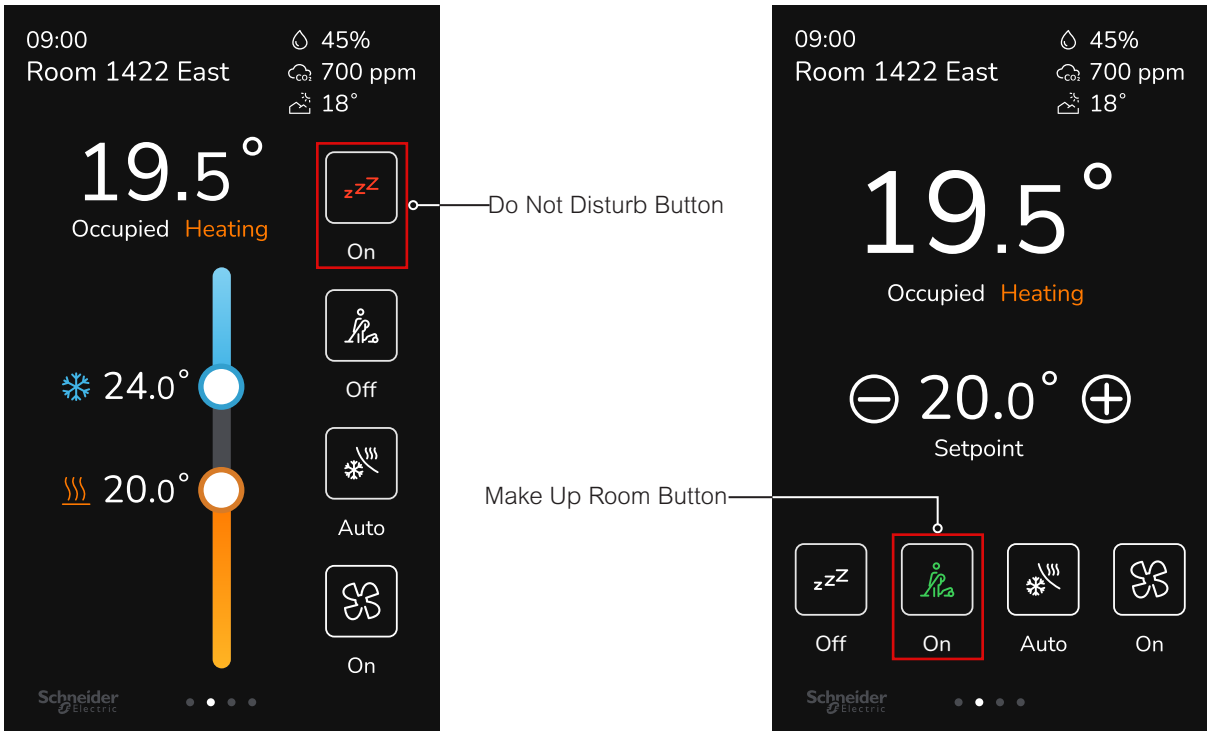 09:00
Room 1422 East
45%
CO₂ 700 ppm
18°
19.5°
Occupied Heating
zzZ
On
Off
24.0°
20.0°
Auto
On
Schneider
Electric
Do Not Disturb Button
Make Up Room Button
09:00
Room 1422 East
45%
CO₂ 700 ppm
18°
19.5°
Occupied Heating
20.0°
Setpoint
zzZ
Off
On
Auto
On
Schneider
Electric